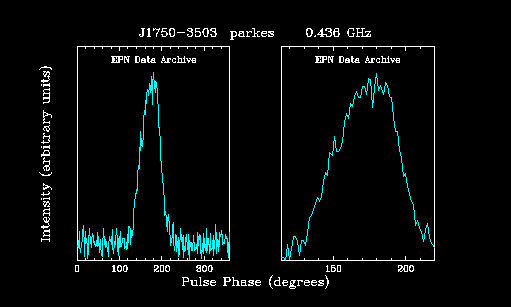 J1750-3503 parkes 0.436 GHz
EPN Data Archive
EPN Data Archive
Intensity (arbitrary units)
0 100 200 300
150 200
Pulse Phase (degrees)